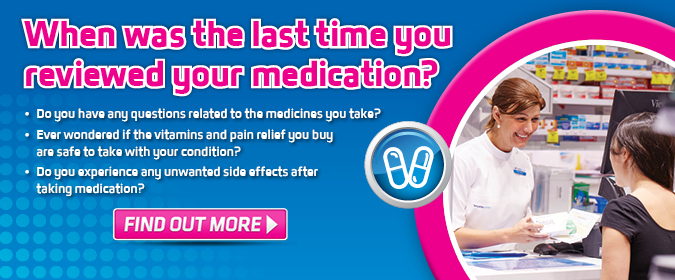 When was the last time you
reviewed your medication?
• Do you have any questions related to the medicines you take?
• Ever wondered if the vitamins and pain relief you buy
are safe to take with your condition?
• Do you experience any unwanted side effects after
taking medication?
FIND OUT MORE